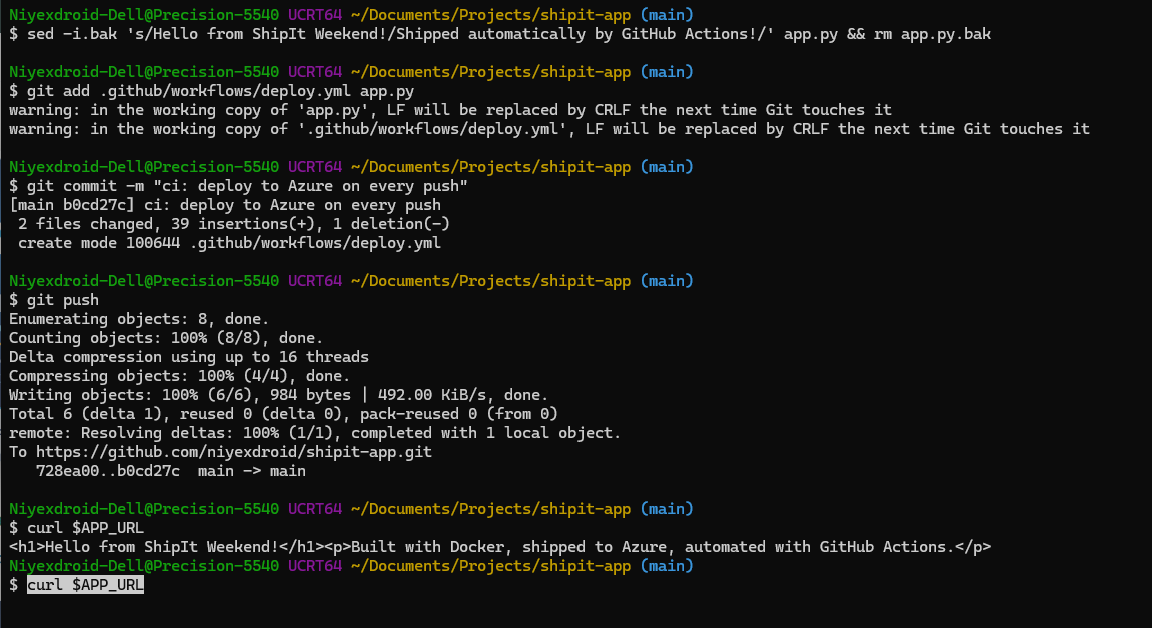 Niyexdroid-Dell@Precision-5540 UCRT64 ~/Documents/Projects/shipit-app (main)
$ sed -i.bak 's/Hello from ShipIt Weekend!/Shipped automatically by GitHub Actions!/' app.py && rm app.py.bak
Niyexdroid-Dell@Precision-5540 UCRT64 ~/Documents/Projects/shipit-app (main)
$ git add .github/workflows/deploy.yml app.py
warning: in the working copy of 'app.py', LF will be replaced by CRLF the next time Git touches it
warning: in the working copy of '.github/workflows/deploy.yml', LF will be replaced by CRLF the next time Git touches it
Niyexdroid-Dell@Precision-5540 UCRT64 ~/Documents/Projects/shipit-app (main)
$ git commit -m "ci: deploy to Azure on every push"
[main b0cd27c] ci: deploy to Azure on every push
 2 files changed, 39 insertions(+), 1 deletion(-)
 create mode 100644 .github/workflows/deploy.yml
Niyexdroid-Dell@Precision-5540 UCRT64 ~/Documents/Projects/shipit-app (main)
$ git push
Enumerating objects: 8, done.
Counting objects: 100% (8/8), done.
Delta compression using up to 16 threads
Compressing objects: 100% (4/4), done.
Writing objects: 100% (6/6), 984 bytes | 492.00 KiB/s, done.
Total 6 (delta 1), reused 0 (delta 0), pack-reused 0 (from 0)
remote: Resolving deltas: 100% (1/1), completed with 1 local object.
To https://github.com/niyexdroid/shipit-app.git
   728ea00..b0cd27c  main -> main
Niyexdroid-Dell@Precision-5540 UCRT64 ~/Documents/Projects/shipit-app (main)
$ curl $APP_URL
<h1>Hello from ShipIt Weekend!</h1><p>Built with Docker, shipped to Azure, automated with GitHub Actions.</p>
Niyexdroid-Dell@Precision-5540 UCRT64 ~/Documents/Projects/shipit-app (main)
$ curl $APP_URL